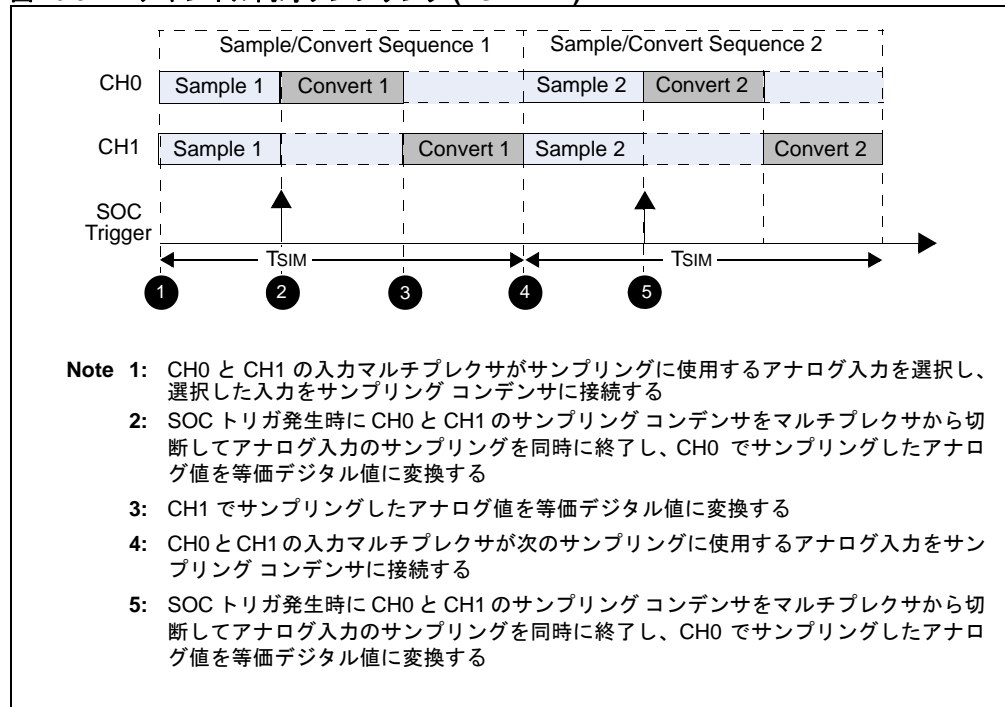 Sample/Convert Sequence 1 Sample/Convert Sequence 2
CH0 Sample 1 Convert 1 Sample 2 Convert 2
CH1 Sample 1 Convert 1 Sample 2 Convert 2
SOC
Trigger
TSIM TSIM
1 2 3 4 5
Note 1: CH0 と CH1 の入力マルチプレクサがサンプリングに使用するアナログ入力を選択し、
選択した入力をサンプリング コンデンサに接続する
2: SOC トリガ発生時に CH0 と CH1 のサンプリング コンデンサをマルチプレクサから切
断してアナログ入力のサンプリングを同時に終了し、CH0 でサンプリングしたアナロ
グ値を等価デジタル値に変換する
3: CH1 でサンプリングしたアナログ値を等価デジタル値に変換する
4: CH0 と CH1 の入力マルチプレクサが次のサンプリングに使用するアナログ入力をサン
プリング コンデンサに接続する
5: SOC トリガ発生時に CH0 と CH1 のサンプリング コンデンサをマルチプレクサから切
断してアナログ入力のサンプリングを同時に終了し、CH0 でサンプリングしたアナロ
グ値を等価デジタル値に変換する